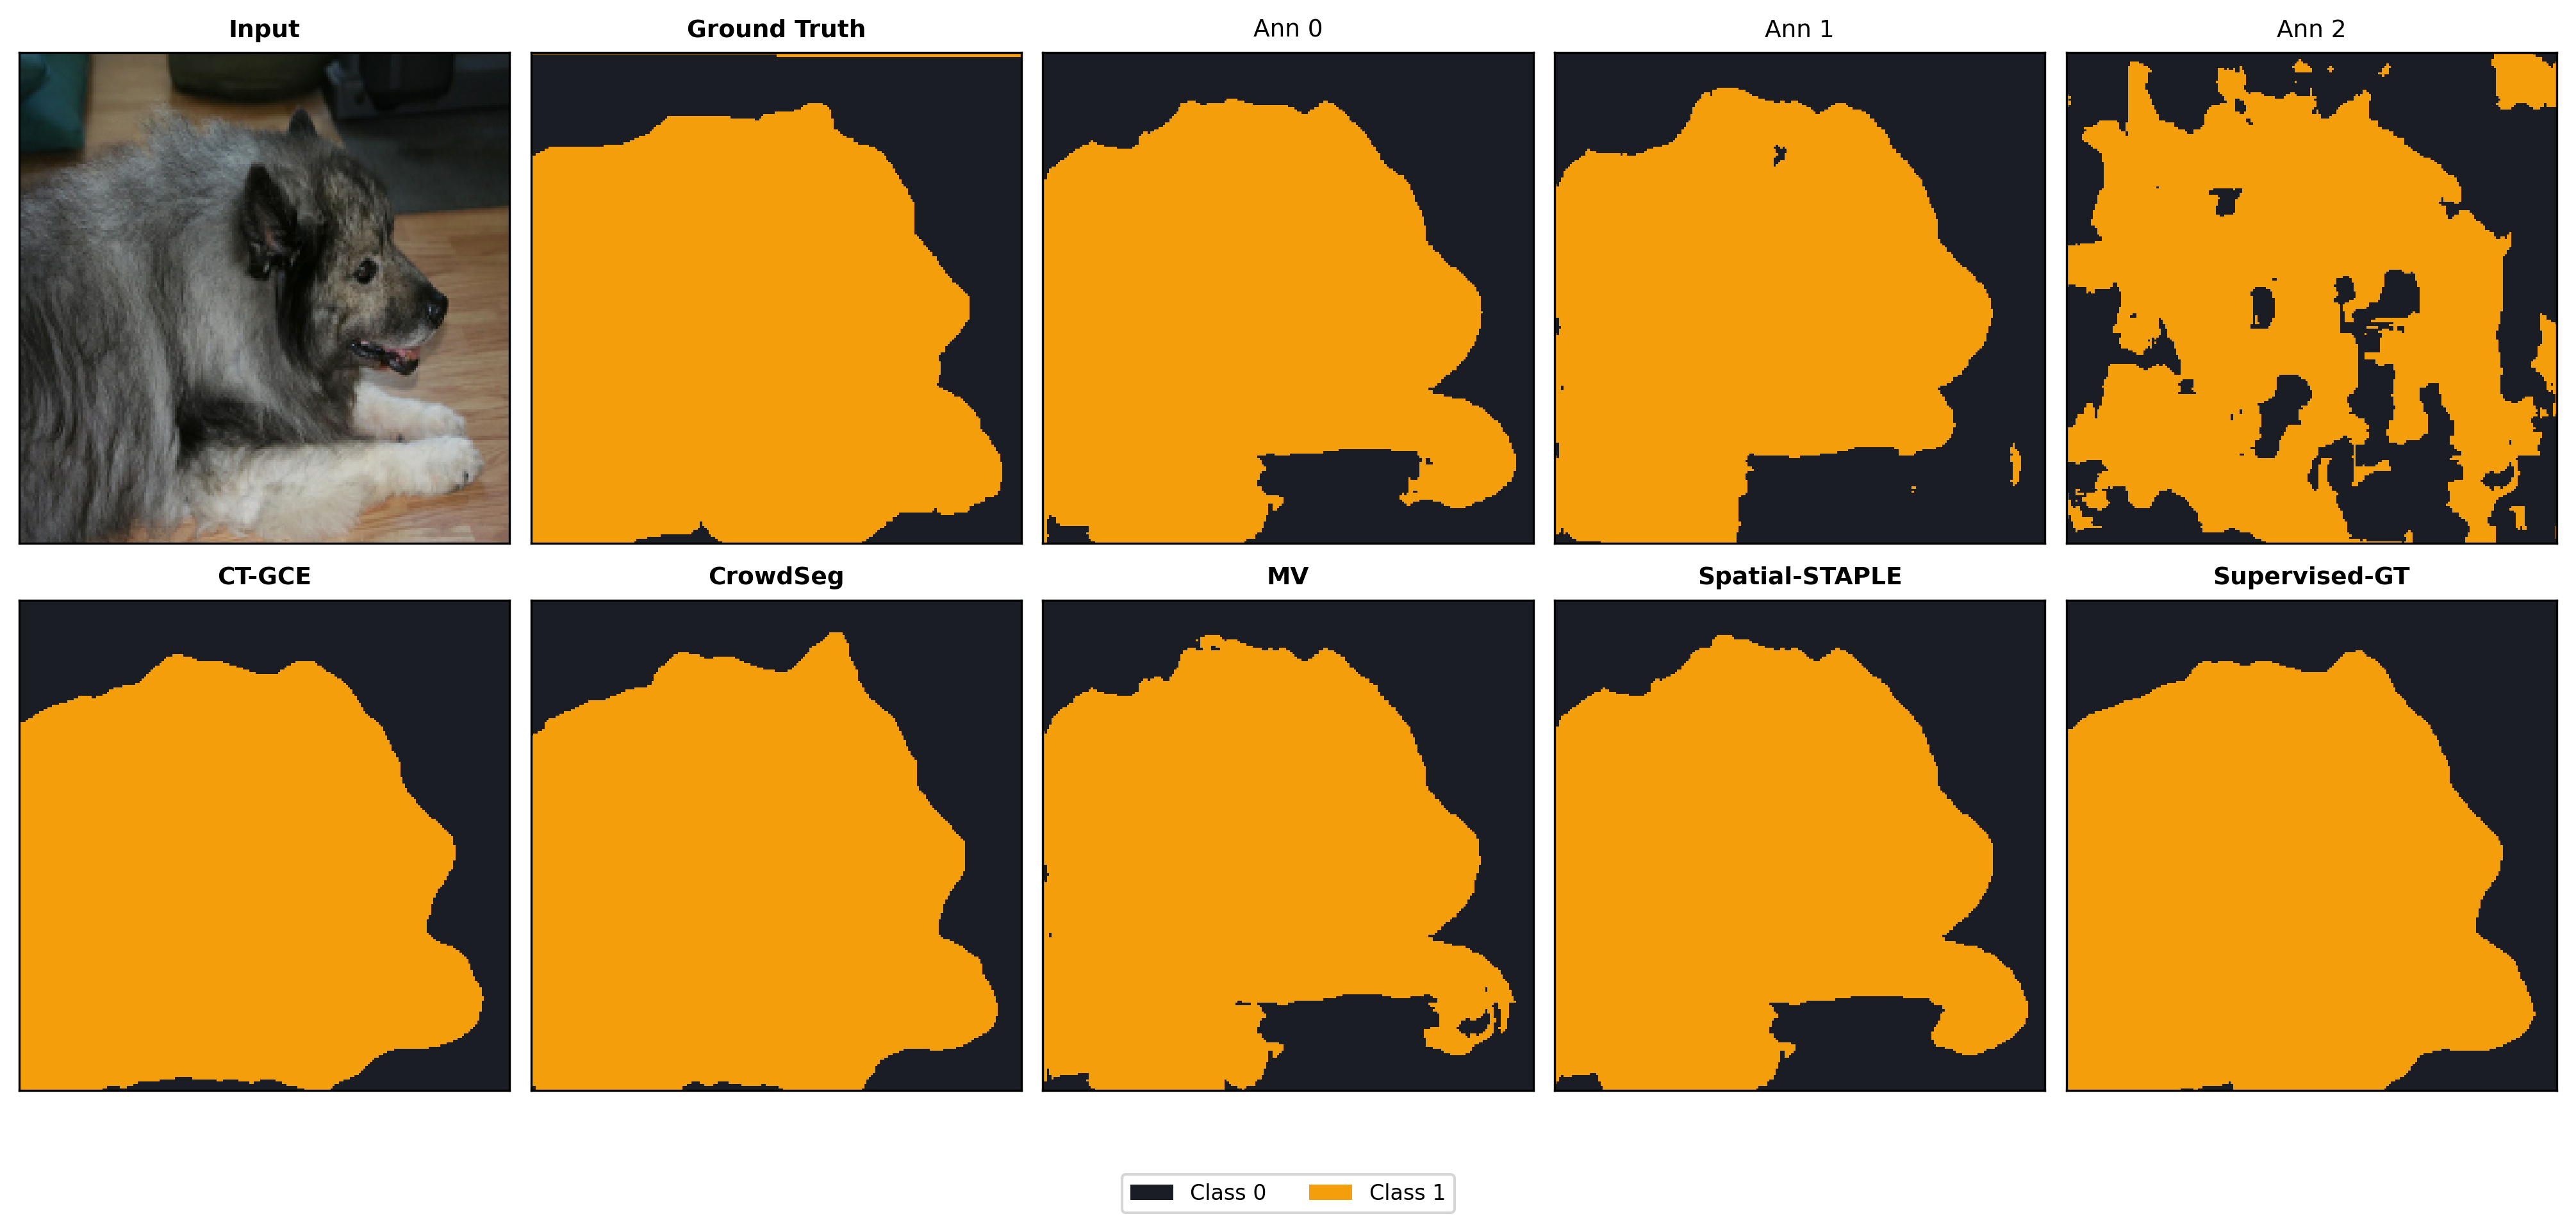 Input
Ground Truth
Ann 0
Ann 1
Ann 2
CT-GCE
CrowdSeg
MV
Spatial-STAPLE
Supervised-GT
Class 0
Class 1